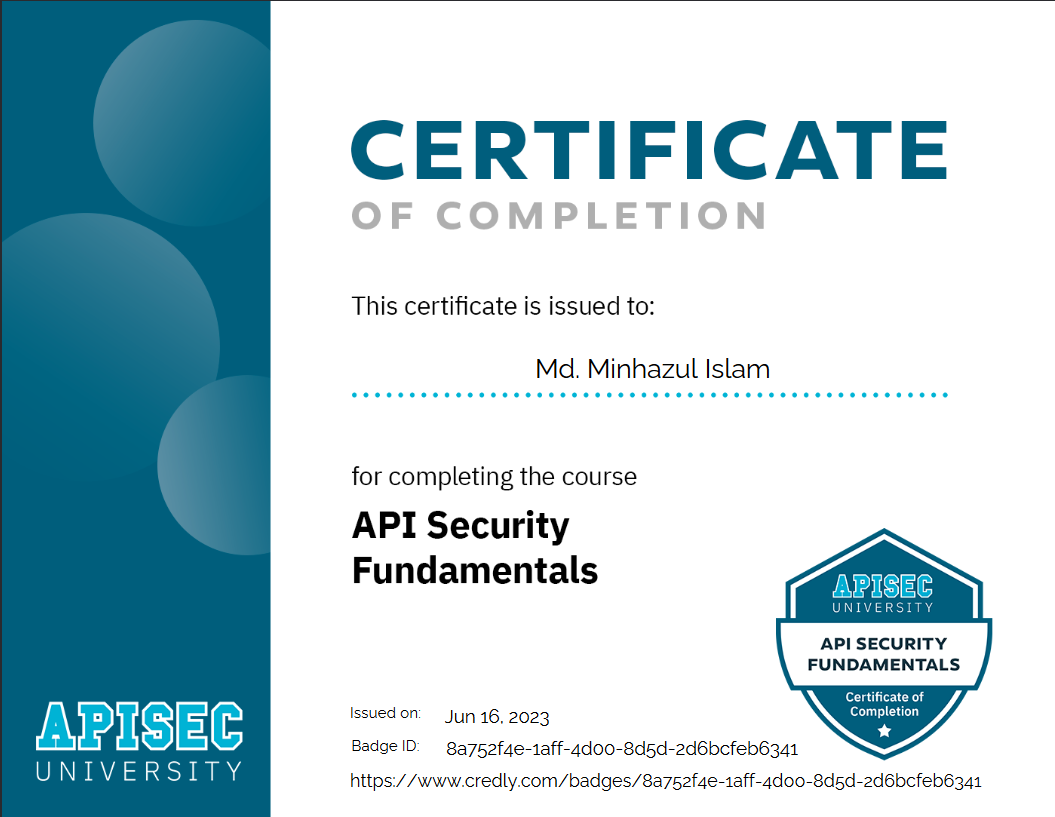 CERTIFICATE
OF COMPLETION
This certificate is issued to:
Md. Minhazul Islam
for completing the course
API Security
Fundamentals
APISEC
UNIVERSITY
API SECURITY
FUNDAMENTALS
Certificate of
Completion
Issued on: Jun 16, 2023
Badge ID: 8a752f4e-1aff-4d00-8d5d-2d6bcfeb6341
https://www.credly.com/badges/8a752f4e-1aff-4d00-8d5d-2d6bcfeb6341
APISEC
UNIVERSITY